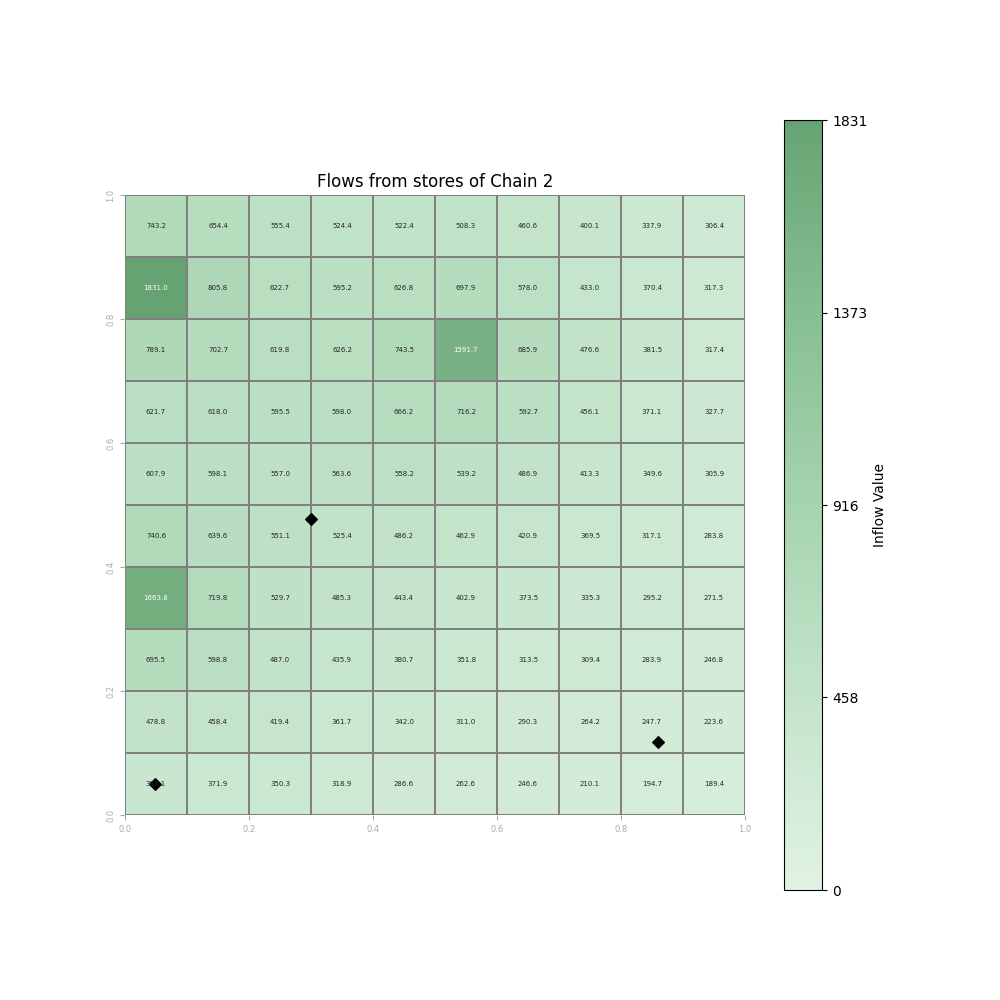 Flows from stores of Chain 2
1.0
743.2 654.4 555.4 524.4 522.4 508.3 460.6 400.1 337.9 306.4
1831.0 805.8 622.7 595.2 626.8 697.9 578.0 433.0 370.4 317.3
0.8
789.1 702.7 619.8 626.2 743.5 1591.7 685.9 476.6 381.5 317.4
621.7 618.0 595.5 598.0 666.2 716.2 592.7 456.1 371.1 327.7
0.6
607.9 598.1 557.0 563.6 558.2 539.2 486.9 413.3 349.6 305.9
740.6 639.6 551.1 525.4 486.2 462.9 420.9 369.5 317.1 283.8
0.4
1663.8 719.8 529.7 485.3 443.4 402.9 373.5 335.3 295.2 271.5
695.5 598.8 487.0 435.9 380.7 351.8 313.5 309.4 283.9 246.8
0.2
478.8 458.4 419.4 361.7 342.0 311.0 290.3 264.2 247.7 223.6
371.9 350.3 318.9 286.6 262.6 246.6 210.1 194.7 189.4
0.0
0.0 0.2 0.4 0.6 0.8 1.0
1831
1373
916
458
0
Inflow Value